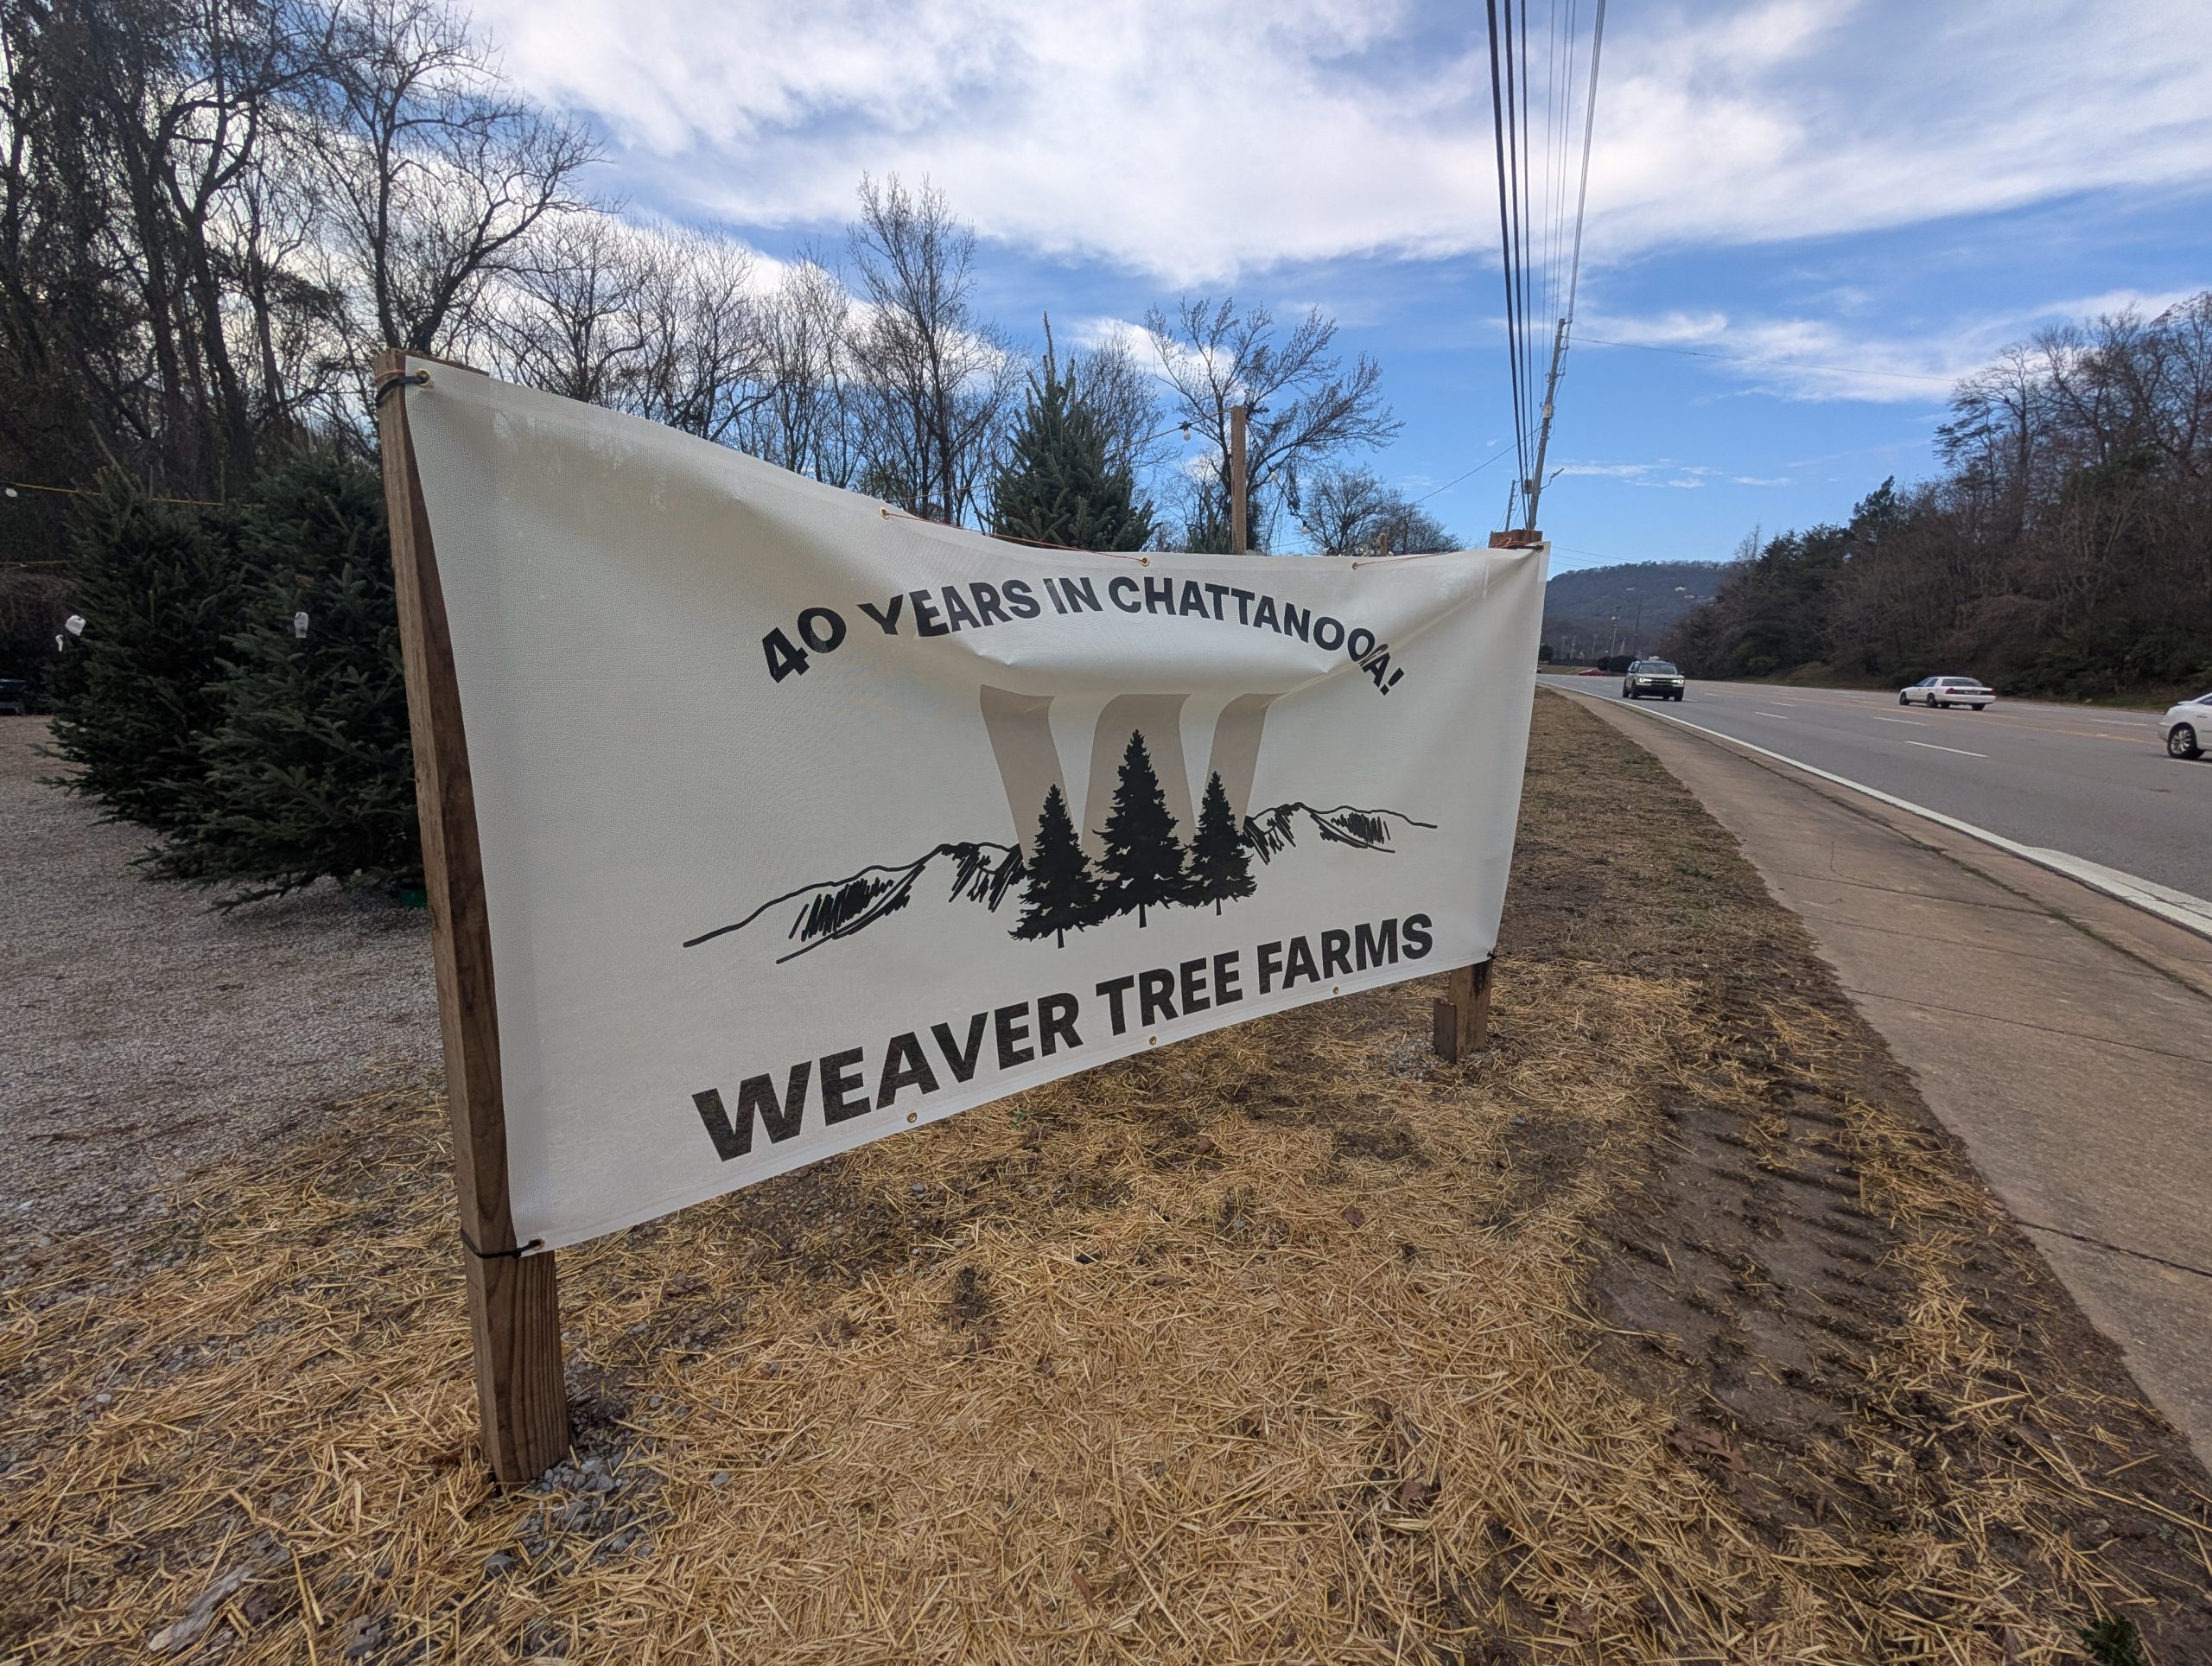 40 YEARS IN CHATTANOOGA!
W
WEAVER TREE FARMS